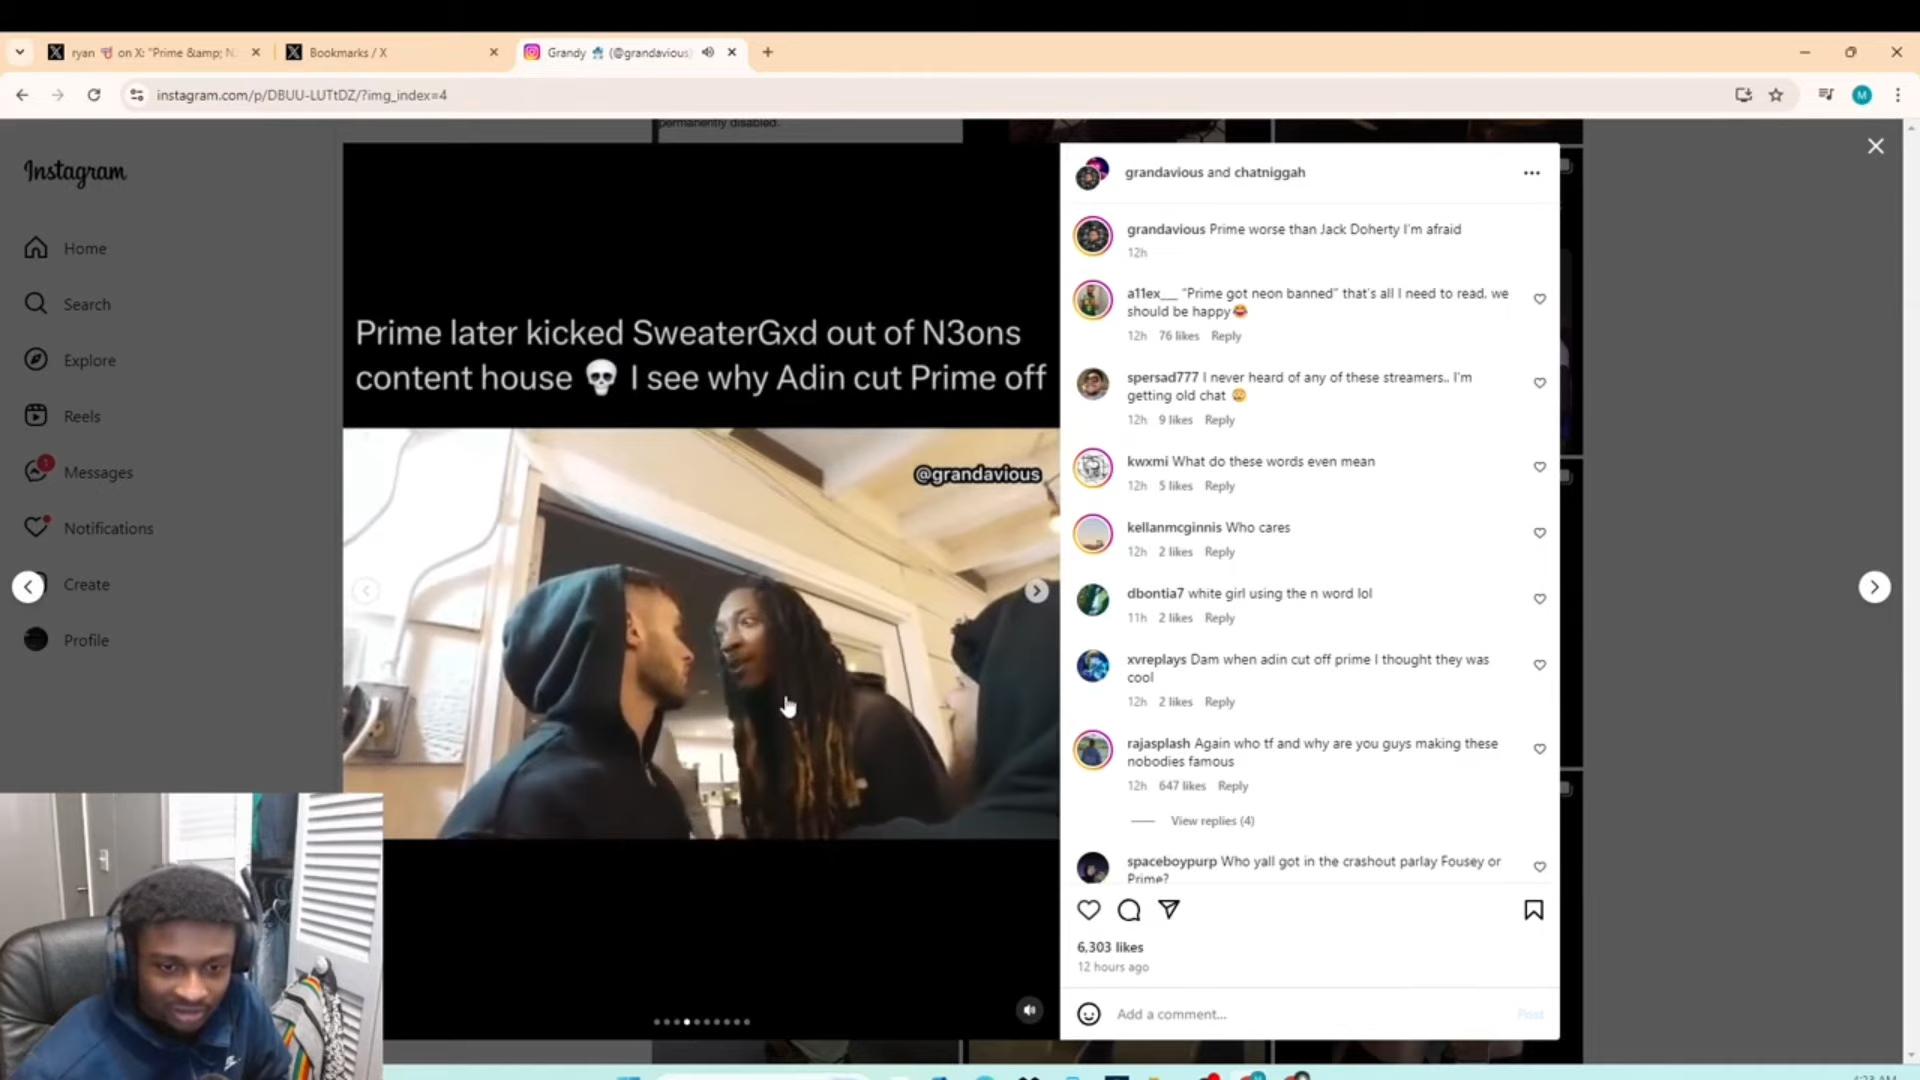 ryan on X: "Prime &amp; N
Bookmarks / X
Grandy (@grandavious)
instagram.com/p/DBUU-LUTtDZ/?img_index=4
M
permanently disabled.
Instagram
Home
Search
Explore
Reels
1
Messages
Notifications
Create
Profile
Prime later kicked SweaterGxd out of N3ons
content house 💀 I see why Adin cut Prime off
@grandavious
grandavious and chatniggah
grandavious Prime worse than Jack Doherty I'm afraid
12h
a11ex___ "Prime got neon banned" that's all I need to read, we
should be happy😂
12h 76 likes Reply
spersad777 I never heard of any of these streamers.. I'm
getting old chat 😩
12h 9 likes Reply
kwxmi What do these words even mean
12h 5 likes Reply
kellanmcginnis Who cares
12h 2 likes Reply
dbontia7 white girl using the n word lol
11h 2 likes Reply
xvreplays Dam when adin cut off prime I thought they was
cool
12h 2 likes Reply
rajasplash Again who tf and why are you guys making these
nobodies famous
12h 647 likes Reply
View replies (4)
spaceboypurp Who yall got in the crashout parlay Fousey or
Prime?
6,303 likes
12 hours ago
Add a comment...
Post
4:23 AM